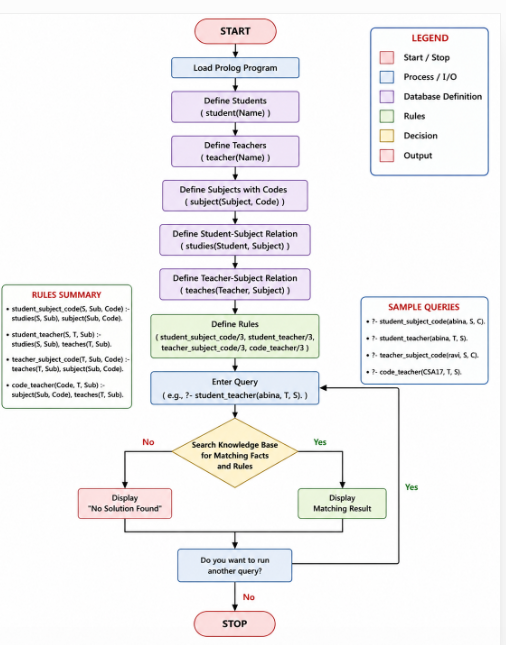 START
Load Prolog Program
Define Students
( student(Name) )
Define Teachers
( teacher(Name) )
Define Subjects with Codes
( subject(Subject, Code) )
Define Student-Subject Relation
( studies(Student, Subject) )
Define Teacher-Subject Relation
( teaches(Teacher, Subject) )
Define Rules
( student_subject_code/3, student_teacher/3,
teacher_subject_code/3, code_teacher/3 )
Enter Query
( e.g., ?- student_teacher(abina, T, S). )
Search Knowledge Base
for Matching Facts
and Rules
No
Yes
Display
"No Solution Found"
Display
Matching Result
Do you want to run
another query?
Yes
No
STOP
LEGEND
Start / Stop
Process / I/O
Database Definition
Rules
Decision
Output
RULES SUMMARY
• student_subject_code(S, Sub, Code) :-
studies(S, Sub), subject(Sub, Code).
• student_teacher(S, T, Sub) :-
studies(S, Sub), teaches(T, Sub).
• teacher_subject_code(T, Sub, Code) :-
teaches(T, Sub), subject(Sub, Code).
• code_teacher(Code, T, Sub) :-
subject(Sub, Code), teaches(T, Sub).
SAMPLE QUERIES
• ?- student_subject_code(abina, S, C).
• ?- student_teacher(abina, T, S).
• ?- teacher_subject_code(ravi, S, C).
• ?- code_teacher(CSA17, T, S).